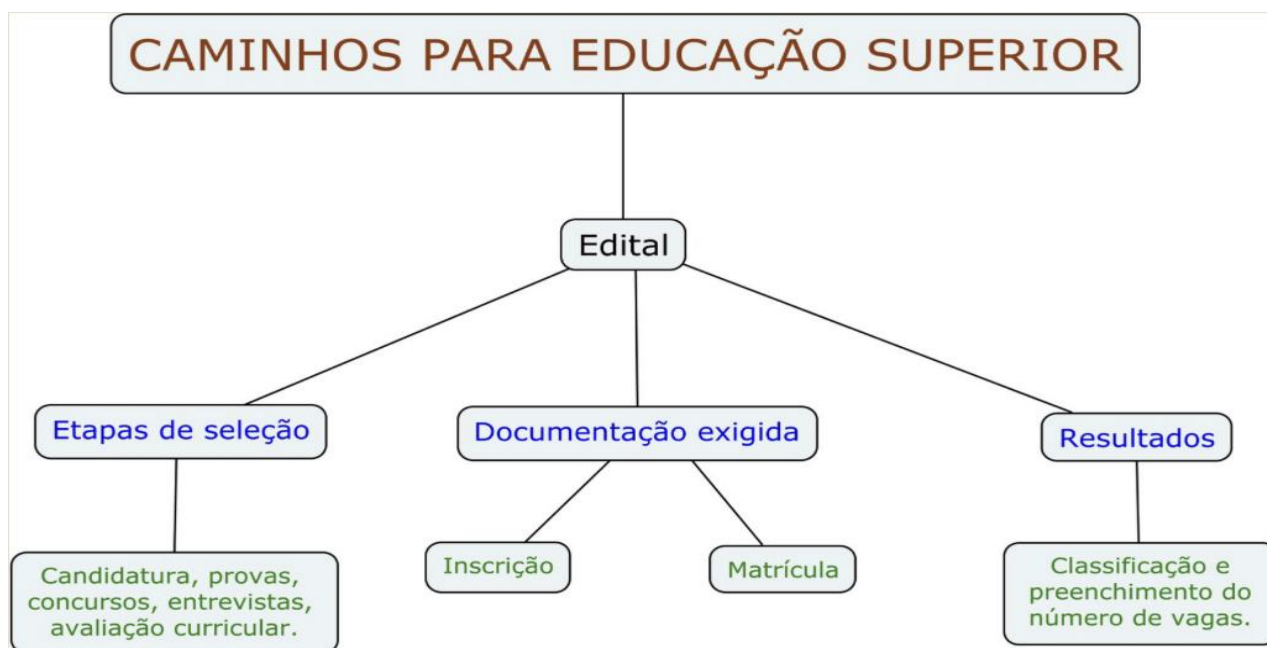 CAMINHOS PARA EDUCAÇÃO SUPERIOR
Edital
Etapas de seleção
Documentação exigida
Resultados
Candidatura, provas,
concursos, entrevistas,
avaliação curricular.
Inscrição
Matrícula
Classificação e
preenchimento do
número de vagas.